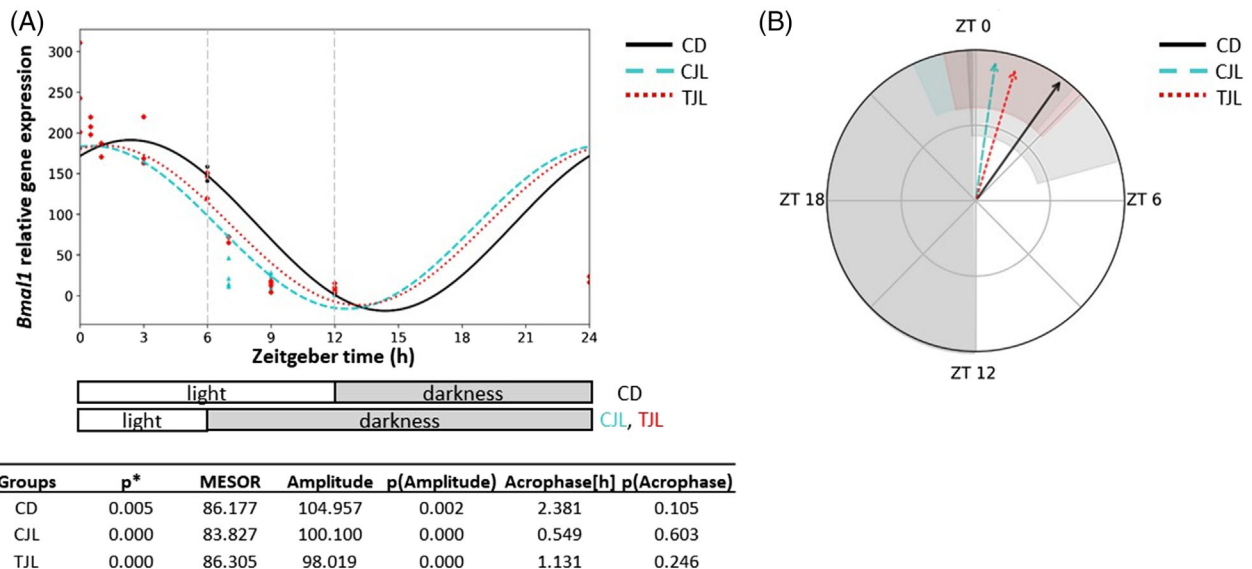 (A)
300
250
200
150
100
50
0
Bmal1 relative gene expression
0 3 6 9 12 15 18 21 24
Zeitgeber time (h)
CD
CJL
TJL
light darkness CD
light darkness CJL, TJL
(B)
ZT 0
ZT 6
ZT 12
ZT 18
CD
CJL
TJL
Groups p* MESOR Amplitude p(Amplitude) Acrophase[h] p(Acrophase)
CD 0.005 86.177 104.957 0.002 2.381 0.105
CJL 0.000 83.827 100.100 0.000 0.549 0.603
TJL 0.000 86.305 98.019 0.000 1.131 0.246